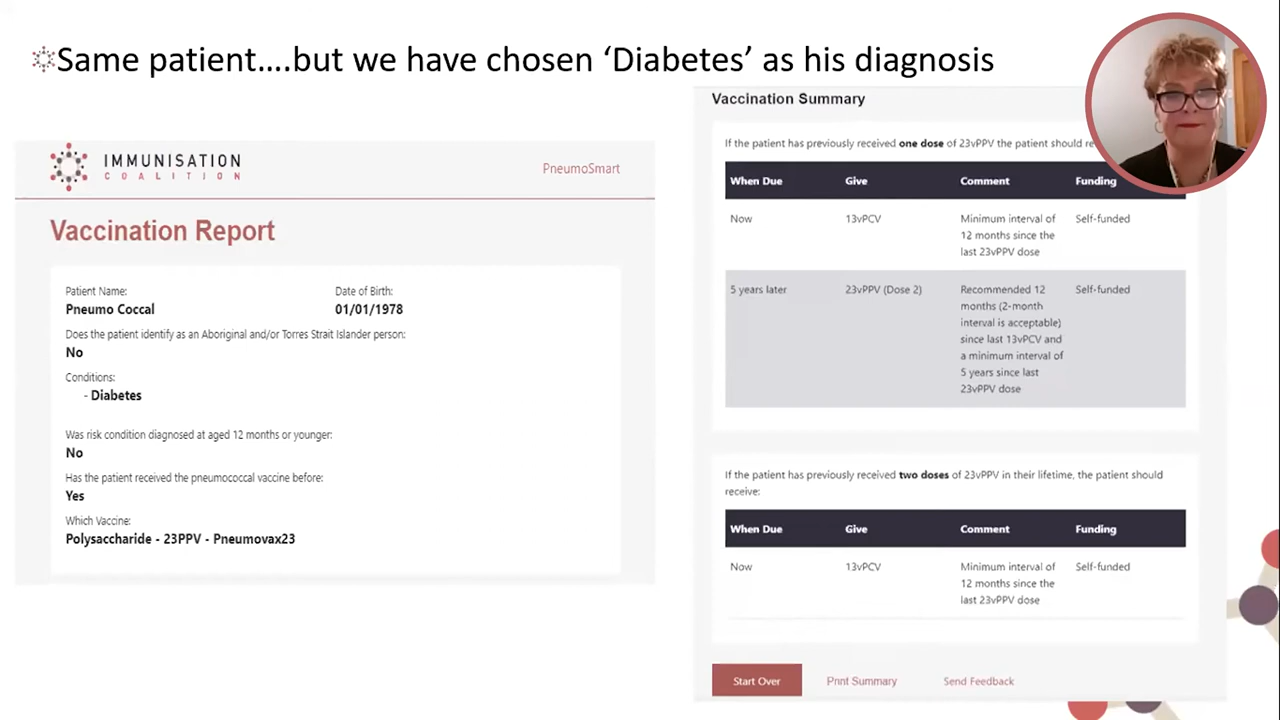 Same patient....but we have chosen ‘Diabetes’ as his diagnosis
IMMUNISATION
COALITION
PneumoSmart
Vaccination Report
Patient Name:
Pneumo Coccal
Date of Birth:
01/01/1978
Does the patient identify as an Aboriginal and/or Torres Strait Islander person:
No
Conditions:
- Diabetes
Was risk condition diagnosed at aged 12 months or younger:
No
Has the patient received the pneumococcal vaccine before:
Yes
Which Vaccine:
Polysaccharide - 23PPV - Pneumovax23
Vaccination Summary
If the patient has previously received one dose of 23vPPV the patient should
When Due Give Comment Funding
Now 13vPCV Minimum interval of Self-funded
12 months since the
last 23vPPV dose
5 years later 23vPPV (Dose 2) Recommended 12 Self-funded
months (2-month
interval is acceptable)
since last 13vPCV and
a minimum interval of
5 years since last
23vPPV dose
If the patient has previously received two doses of 23vPPV in their lifetime, the patient should
receive:
When Due Give Comment Funding
Now 13vPCV Minimum interval of Self-funded
12 months since the
last 23vPPV dose
Start Over Print Summary Send Feedback